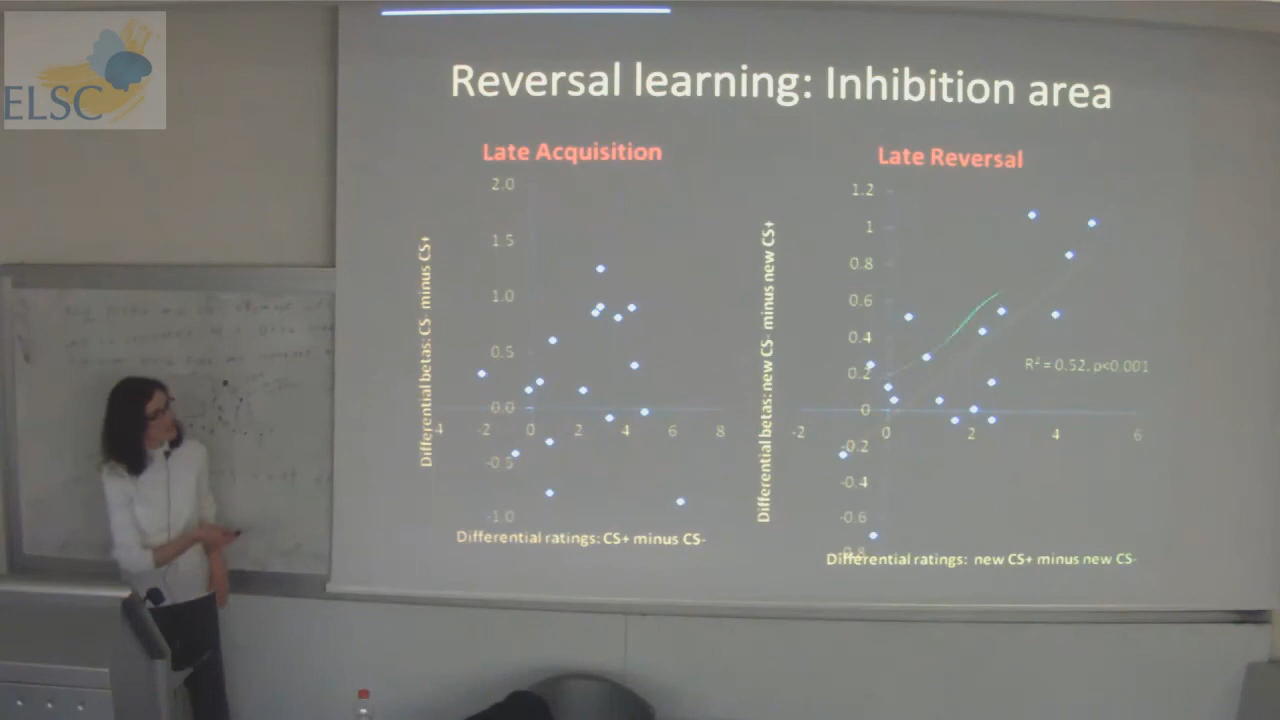 ELSC
Reversal learning: Inhibition area
Late Acquisition
Differential betas: CS- minus CS+
2.0
1.5
1.0
0.5
0.0
-0.5
-1.0
4 -2 0 2 4 6 8
Differential ratings: CS+ minus CS-
Late Reversal
Differential betas: new CS- minus new CS+
1.2
1
0.8
0.6
0.4
0.2
0
-0.2
-0.4
-0.6
-0.8
-2 0 2 4 6
R² = 0.52, p<0.001
Differential ratings: new CS+ minus new CS-